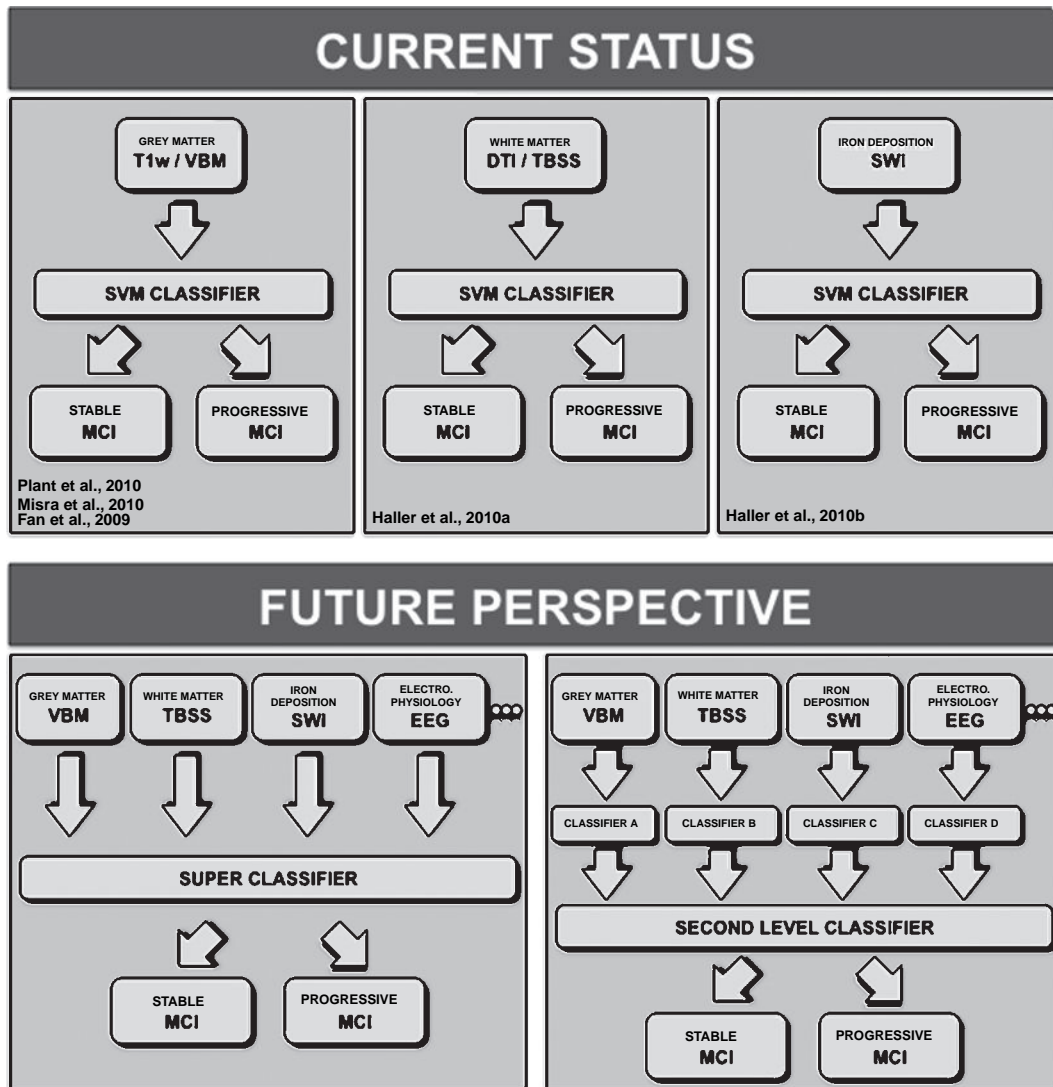 CURRENT STATUS
GREY MATTER
T1w / VBM
SVM CLASSIFIER
STABLE
MCI
PROGRESSIVE
MCI
Plant et al., 2010
Misra et al., 2010
Fan et al., 2009
WHITE MATTER
DTI / TBSS
SVM CLASSIFIER
STABLE
MCI
PROGRESSIVE
MCI
Haller et al., 2010a
IRON DEPOSITION
SWI
SVM CLASSIFIER
STABLE
MCI
PROGRESSIVE
MCI
Haller et al., 2010b
FUTURE PERSPECTIVE
GREY MATTER
VBM
WHITE MATTER
TBSS
IRON
DEPOSITION
SWI
ELECTRO.
PHYSIOLOGY
EEG
SUPER CLASSIFIER
STABLE
MCI
PROGRESSIVE
MCI
GREY MATTER
VBM
WHITE MATTER
TBSS
IRON
DEPOSITION
SWI
ELECTRO.
PHYSIOLOGY
EEG
CLASSIFIER A
CLASSIFIER B
CLASSIFIER C
CLASSIFIER D
SECOND LEVEL CLASSIFIER
STABLE
MCI
PROGRESSIVE
MCI